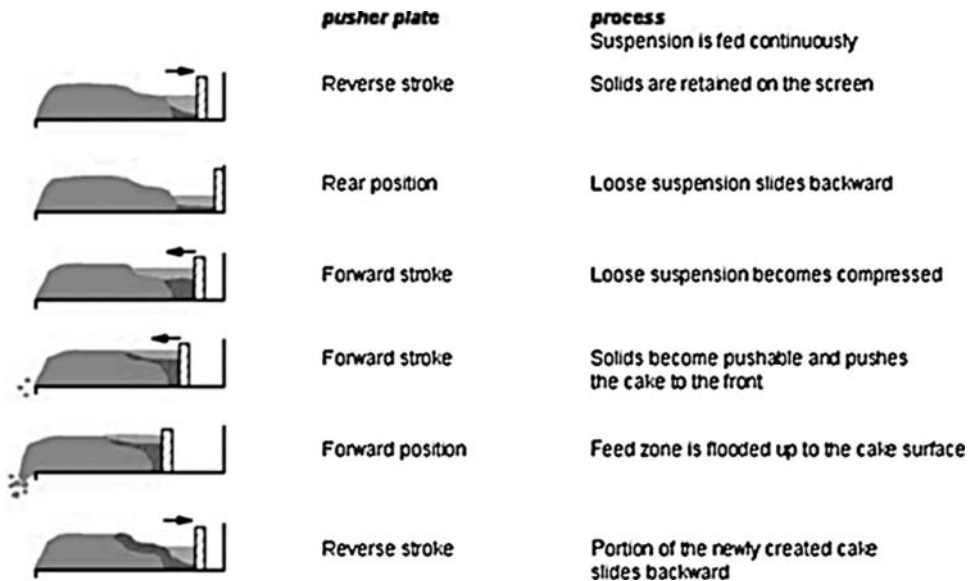 pusher plate process
Suspension is fed continuously
Reverse stroke Solids are retained on the screen
Rear position Loose suspension slides backward
Forward stroke Loose suspension becomes compressed
Forward stroke Solids become pushable and pushes
the cake to the front
Forward position Feed zone is flooded up to the cake surface
Reverse stroke Portion of the newly created cake
slides backward